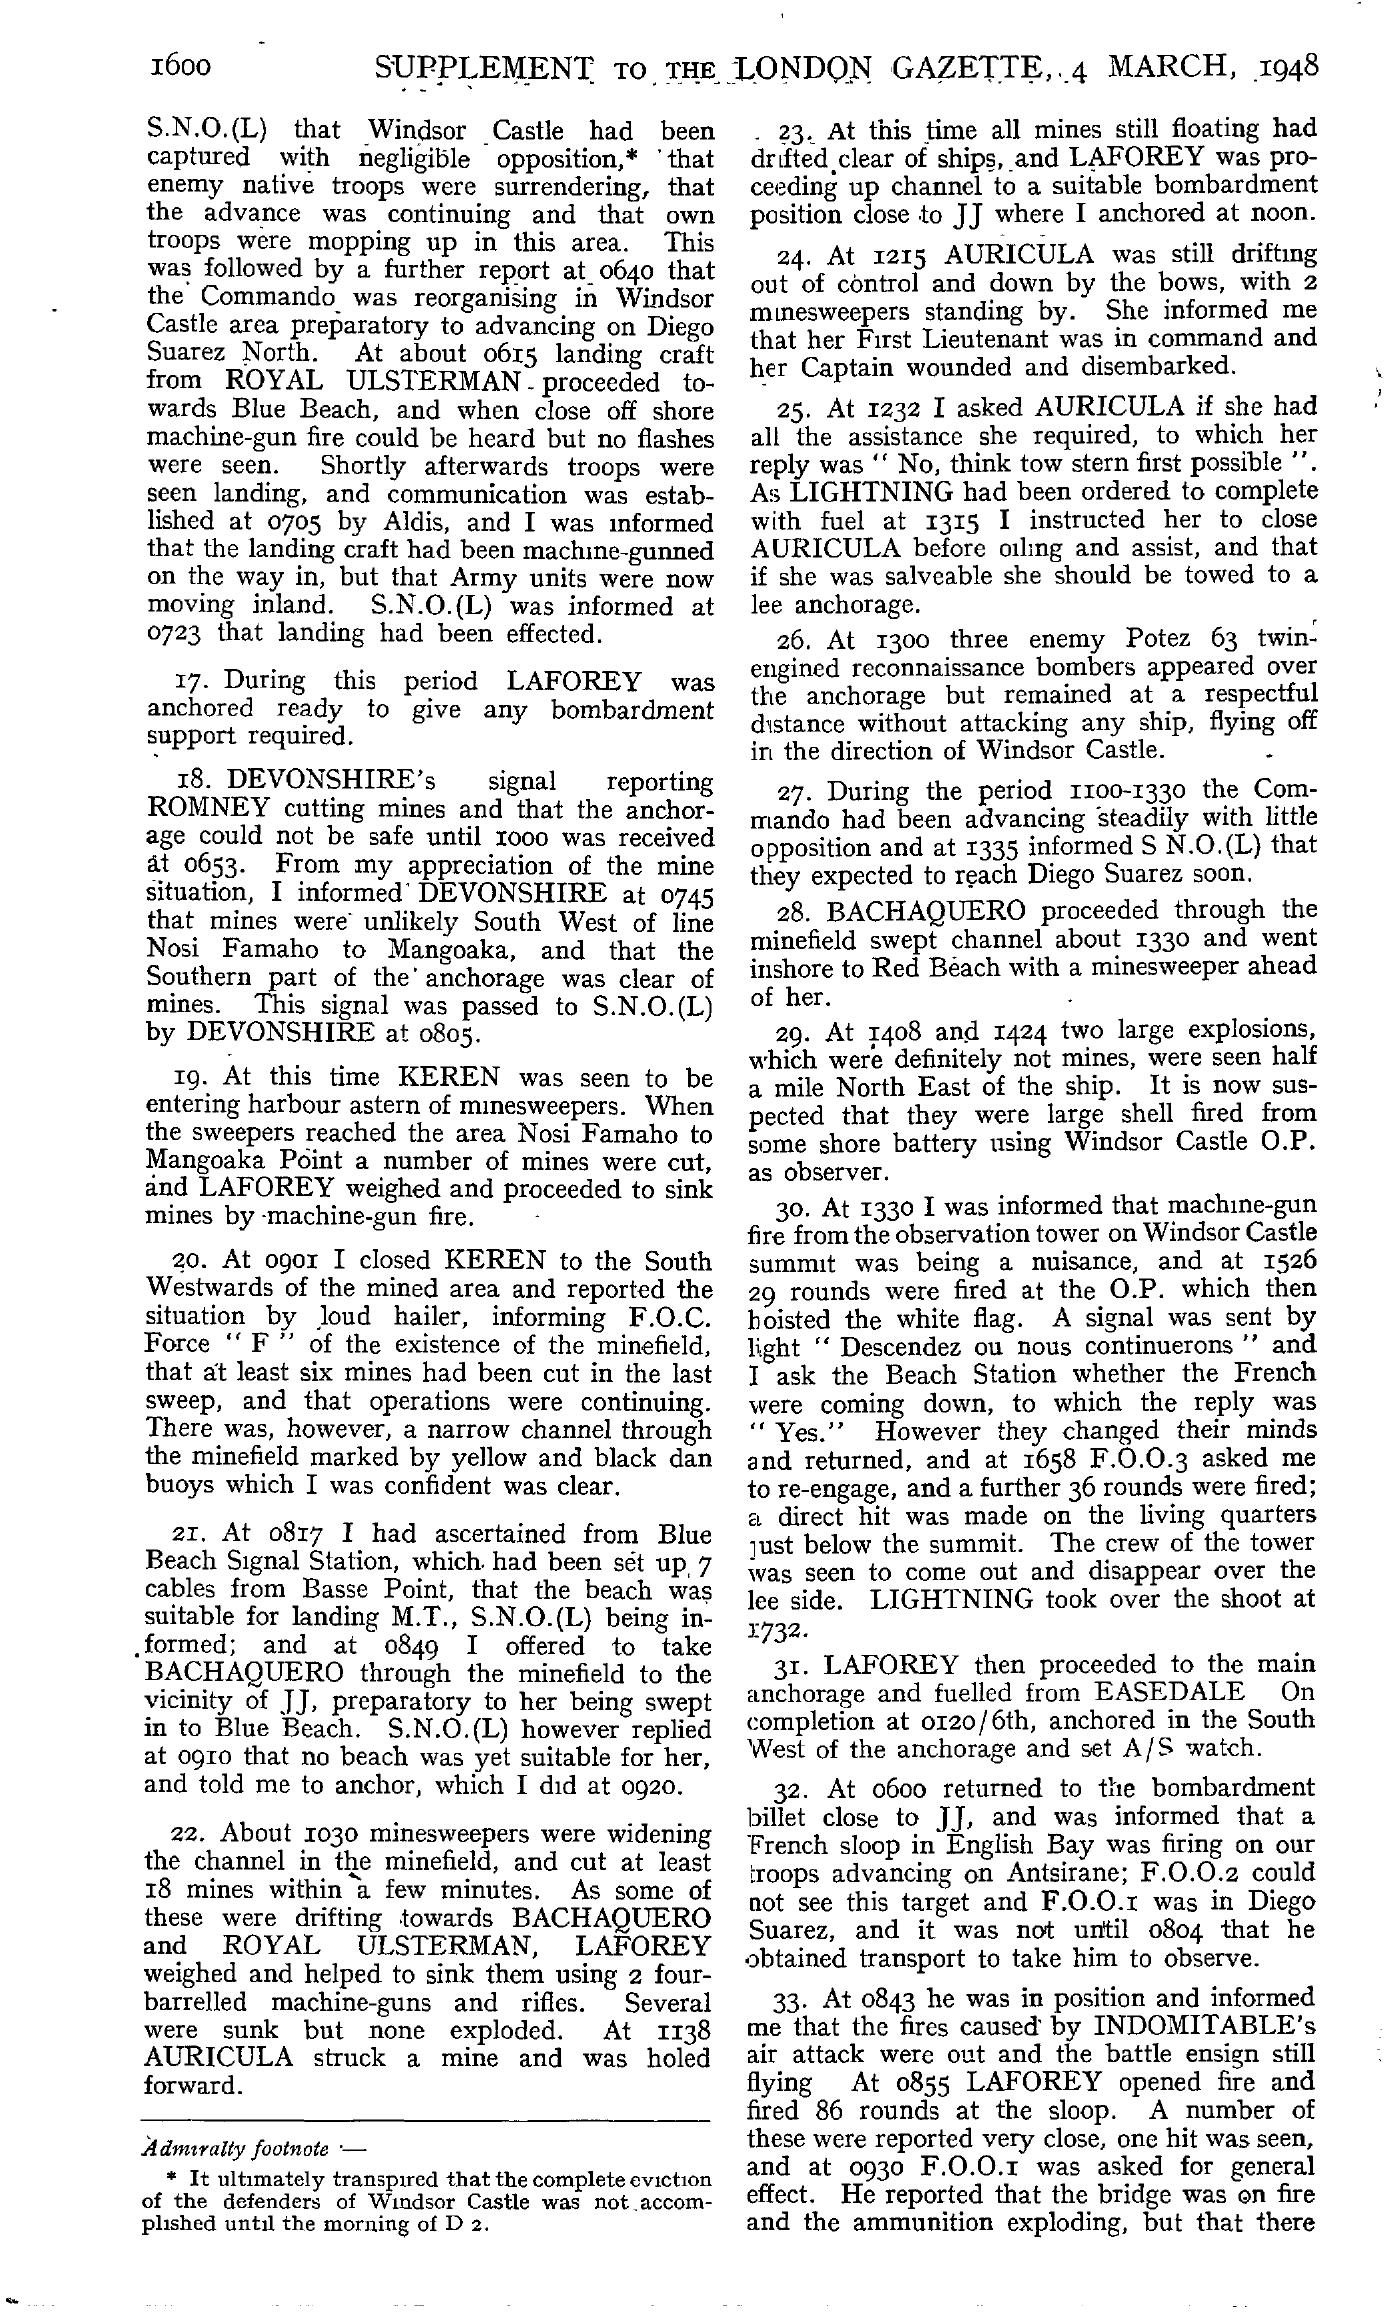 1600 SUPPLEMENT TO THE LONDON GAZETTE, 4 MARCH, 1948
S.N.O.(L) that Windsor Castle had been
captured with negligible opposition,* that
enemy native troops were surrendering, that
the advance was continuing and that own
troops were mopping up in this area. This
was followed by a further report at 0640 that
the Commando was reorganising in Windsor
Castle area preparatory to advancing on Diego
Suarez North. At about 0615 landing craft
from ROYAL ULSTERMAN proceeded to-
wards Blue Beach, and when close off shore
machine-gun fire could be heard but no flashes
were seen. Shortly afterwards troops were
seen landing, and communication was estab-
lished at 0705 by Aldis, and I was informed
that the landing craft had been machine-gunned
on the way in, but that Army units were now
moving inland. S.N.O.(L) was informed at
0723 that landing had been effected.
17. During this period LAFOREY was
anchored ready to give any bombardment
support required.
18. DEVONSHIRE's signal reporting
ROMNEY cutting mines and that the anchor-
age could not be safe until 1000 was received
at 0653. From my appreciation of the mine
situation, I informed DEVONSHIRE at 0745
that mines were unlikely South West of line
Nosi Famaho to Mangoaka, and that the
Southern part of the anchorage was clear of
mines. This signal was passed to S.N.O.(L)
by DEVONSHIRE at 0805.
19. At this time KEREN was seen to be
entering harbour astern of minesweepers. When
the sweepers reached the area Nosi Famaho to
Mangoaka Point a number of mines were cut,
and LAFOREY weighed and proceeded to sink
mines by machine-gun fire.
20. At 0901 I closed KEREN to the South
Westwards of the mined area and reported the
situation by loud hailer, informing F.O.C.
Force " F " of the existence of the minefield,
that at least six mines had been cut in the last
sweep, and that operations were continuing.
There was, however, a narrow channel through
the minefield marked by yellow and black dan
buoys which I was confident was clear.
21. At 0817 I had ascertained from Blue
Beach Signal Station, which had been set up 7
cables from Basse Point, that the beach was
suitable for landing M.T., S.N.O.(L) being in-
formed; and at 0849 I offered to take
BACHAQUERO through the minefield to the
vicinity of JJ, preparatory to her being swept
in to Blue Beach. S.N.O.(L) however replied
at 0910 that no beach was yet suitable for her,
and told me to anchor, which I did at 0920.
22. About 1030 minesweepers were widening
the channel in the minefield, and cut at least
18 mines within a few minutes. As some of
these were drifting towards BACHAQUERO
and ROYAL ULSTERMAN, LAFOREY
weighed and helped to sink them using 2 four-
barrelled machine-guns and rifles. Several
were sunk but none exploded. At 1138
AURICULA struck a mine and was holed
forward.
Admiralty footnote :—
* It ultimately transpired that the complete eviction
of the defenders of Windsor Castle was not accom-
plished until the morning of D 2.
23. At this time all mines still floating had
drifted clear of ships, and LAFOREY was pro-
ceeding up channel to a suitable bombardment
position close to JJ where I anchored at noon.
24. At 1215 AURICULA was still drifting
out of control and down by the bows, with 2
minesweepers standing by. She informed me
that her First Lieutenant was in command and
her Captain wounded and disembarked.
25. At 1232 I asked AURICULA if she had
all the assistance she required, to which her
reply was " No, think tow stern first possible ".
As LIGHTNING had been ordered to complete
with fuel at 1315 I instructed her to close
AURICULA before oiling and assist, and that
if she was salveable she should be towed to a
lee anchorage.
26. At 1300 three enemy Potez 63 twin-
engined reconnaissance bombers appeared over
the anchorage but remained at a respectful
distance without attacking any ship, flying off
in the direction of Windsor Castle.
27. During the period 1100-1330 the Com-
mando had been advancing steadily with little
opposition and at 1335 informed S N.O.(L) that
they expected to reach Diego Suarez soon.
28. BACHAQUERO proceeded through the
minefield swept channel about 1330 and went
inshore to Red Beach with a minesweeper ahead
of her.
29. At 1408 and 1424 two large explosions,
which were definitely not mines, were seen half
a mile North East of the ship. It is now sus-
pected that they were large shell fired from
some shore battery using Windsor Castle O.P.
as observer.
30. At 1330 I was informed that machine-gun
fire from the observation tower on Windsor Castle
summit was being a nuisance, and at 1526
29 rounds were fired at the O.P. which then
hoisted the white flag. A signal was sent by
light " Descendez ou nous continuerons " and
I ask the Beach Station whether the French
were coming down, to which the reply was
" Yes." However they changed their minds
and returned, and at 1658 F.O.O.3 asked me
to re-engage, and a further 36 rounds were fired;
a direct hit was made on the living quarters
just below the summit. The crew of the tower
was seen to come out and disappear over the
lee side. LIGHTNING took over the shoot at
1732.
31. LAFOREY then proceeded to the main
anchorage and fuelled from EASEDALE On
completion at 0120/6th, anchored in the South
West of the anchorage and set A/S watch.
32. At 0600 returned to the bombardment
billet close to JJ, and was informed that a
French sloop in English Bay was firing on our
troops advancing on Antsirane; F.O.O.2 could
not see this target and F.O.O.1 was in Diego
Suarez, and it was not until 0804 that he
obtained transport to take him to observe.
33. At 0843 he was in position and informed
me that the fires caused by INDOMITABLE's
air attack were out and the battle ensign still
flying At 0855 LAFOREY opened fire and
fired 86 rounds at the sloop. A number of
these were reported very close, one hit was seen,
and at 0930 F.O.O.1 was asked for general
effect. He reported that the bridge was on fire
and the ammunition exploding, but that there